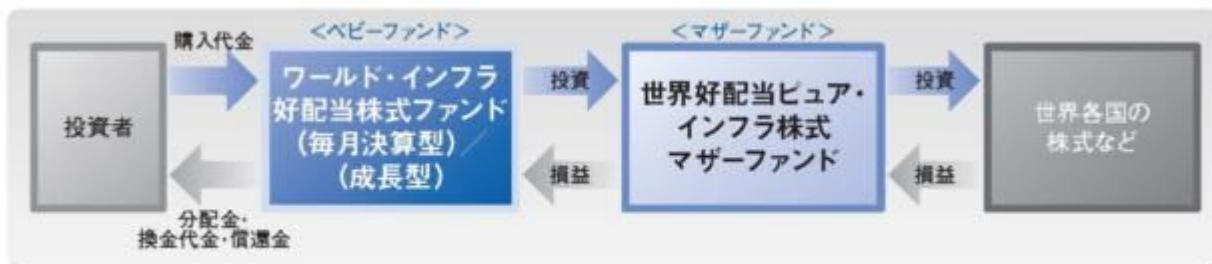 購入代金
<ベビーファンド>
<マザーファンド>
投資者
ワールド・インフラ
好配当株式ファンド
(毎月決算型)/
(成長型)
投資
世界好配当ピュア・
インフラ株式
マザーファンド
投資
世界各国の
株式など
損益
損益
分配金・
換金代金・償還金